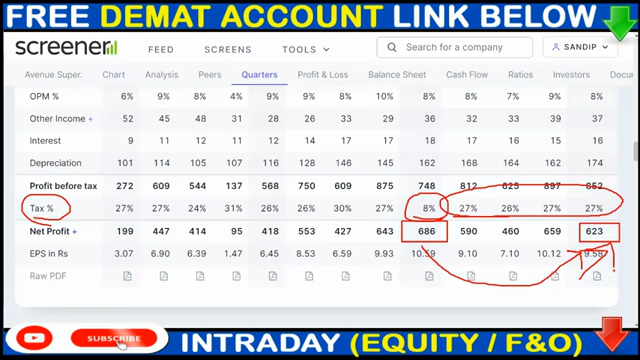 FREE DEMAT ACCOUNT LINK BELOW
screener
FEED SCREENS TOOLS Search for a company SANDIP
Avenue Super. Chart Analysis Peers Quarters Profit & Loss Balance Sheet Cash Flow Ratios Investors Docu
OPM % 6% 9% 8% 4% 9% 9% 8% 10% 8% 8% 7% 9% 8%
Other Income + 52 45 48 31 28 26 33 29 36 32 39 33 37
Interest 9 11 12 11 12 14 17 17 18 17 16 15 16
Depreciation 101 114 105 107 116 128 146 145 162 168 164 162 174
Profit before tax 272 609 544 137 568 750 609 875 748 812 625 897 852
Tax % 27% 27% 24% 31% 26% 26% 30% 27% 8% 27% 26% 27% 27%
Net Profit + 199 447 414 95 418 553 427 643 686 590 460 659 623
EPS in Rs 3.07 6.90 6.39 1.47 6.45 8.53 6.59 9.93 10.59 9.10 7.10 10.12 9.58
Raw PDF
SUBSCRIBE INTRADAY (EQUITY / F&O)